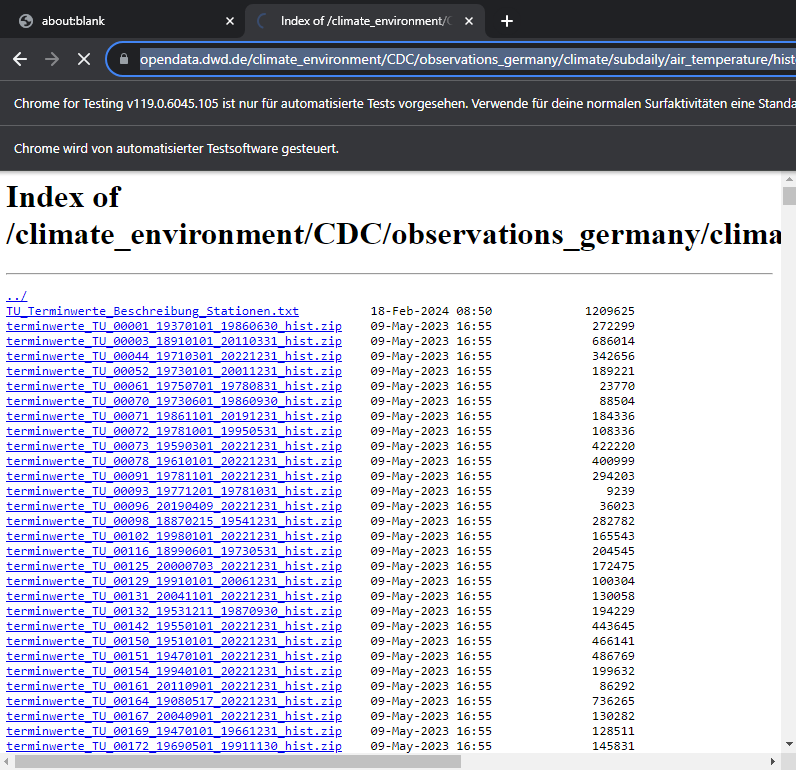 about:blank
Index of /climate_environment/C
opendata.dwd.de/climate_environment/CDC/observations_germany/climate/subdaily/air_temperature/hist
Chrome for Testing v119.0.6045.105 ist nur für automatisierte Tests vorgesehen. Verwende für deine normalen Surfaktivitäten eine Standa
Chrome wird von automatisierter Testsoftware gesteuert.
Index of
/climate_environment/CDC/observations_germany/clima
../
TU_Terminwerte_Beschreibung_Stationen.txt 18-Feb-2024 08:50 1209625
terminwerte_TU_00001_19370101_19860630_hist.zip 09-May-2023 16:55 272299
terminwerte_TU_00003_18910101_20110331_hist.zip 09-May-2023 16:55 686014
terminwerte_TU_00044_19710301_20221231_hist.zip 09-May-2023 16:55 342656
terminwerte_TU_00052_19730101_20011231_hist.zip 09-May-2023 16:55 189221
terminwerte_TU_00061_19750701_19780831_hist.zip 09-May-2023 16:55 23770
terminwerte_TU_00070_19730601_19860930_hist.zip 09-May-2023 16:55 88504
terminwerte_TU_00071_19861101_20191231_hist.zip 09-May-2023 16:55 184336
terminwerte_TU_00072_19781001_19950531_hist.zip 09-May-2023 16:55 108336
terminwerte_TU_00073_19590301_20221231_hist.zip 09-May-2023 16:55 422220
terminwerte_TU_00078_19610101_20221231_hist.zip 09-May-2023 16:55 400999
terminwerte_TU_00091_19781101_20221231_hist.zip 09-May-2023 16:55 294203
terminwerte_TU_00093_19771201_19781031_hist.zip 09-May-2023 16:55 9239
terminwerte_TU_00096_20190409_20221231_hist.zip 09-May-2023 16:55 36023
terminwerte_TU_00098_18870215_19541231_hist.zip 09-May-2023 16:55 282782
terminwerte_TU_00102_19980101_20221231_hist.zip 09-May-2023 16:55 165543
terminwerte_TU_00116_18990601_19730531_hist.zip 09-May-2023 16:55 204545
terminwerte_TU_00125_20000703_20221231_hist.zip 09-May-2023 16:55 172475
terminwerte_TU_00129_19910101_20061231_hist.zip 09-May-2023 16:55 100304
terminwerte_TU_00131_20041101_20221231_hist.zip 09-May-2023 16:55 130058
terminwerte_TU_00132_19531211_19870930_hist.zip 09-May-2023 16:55 194229
terminwerte_TU_00142_19550101_20221231_hist.zip 09-May-2023 16:55 443645
terminwerte_TU_00150_19510101_20221231_hist.zip 09-May-2023 16:55 466141
terminwerte_TU_00151_19470101_20221231_hist.zip 09-May-2023 16:55 486769
terminwerte_TU_00154_19940101_20221231_hist.zip 09-May-2023 16:55 199632
terminwerte_TU_00161_20110901_20221231_hist.zip 09-May-2023 16:55 86292
terminwerte_TU_00164_19080517_20221231_hist.zip 09-May-2023 16:55 736265
terminwerte_TU_00167_20040901_20221231_hist.zip 09-May-2023 16:55 130282
terminwerte_TU_00169_19470101_19661231_hist.zip 09-May-2023 16:55 128511
terminwerte_TU_00172_19690501_19911130_hist.zip 09-May-2023 16:55 145831